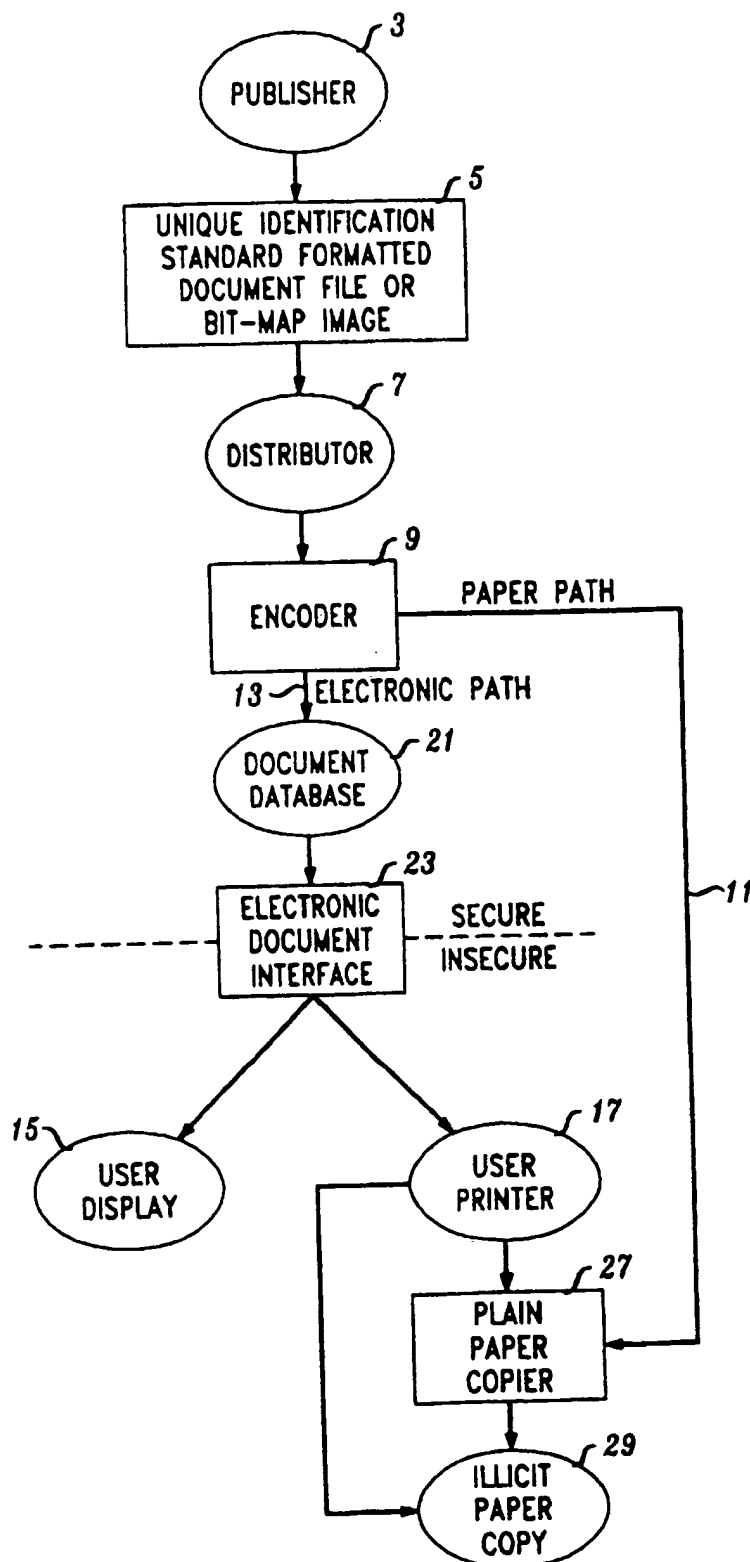 3
PUBLISHER
5
UNIQUE IDENTIFICATION
STANDARD FORMATTED
DOCUMENT FILE OR
BIT-MAP IMAGE
7
DISTRIBUTOR
9
ENCODER
PAPER PATH
13
ELECTRONIC PATH
21
DOCUMENT
DATABASE
23
ELECTRONIC
DOCUMENT
INTERFACE
SECURE
INSECURE
11
15
USER
DISPLAY
17
USER
PRINTER
27
PLAIN
PAPER
COPIER
29
ILLICIT
PAPER
COPY